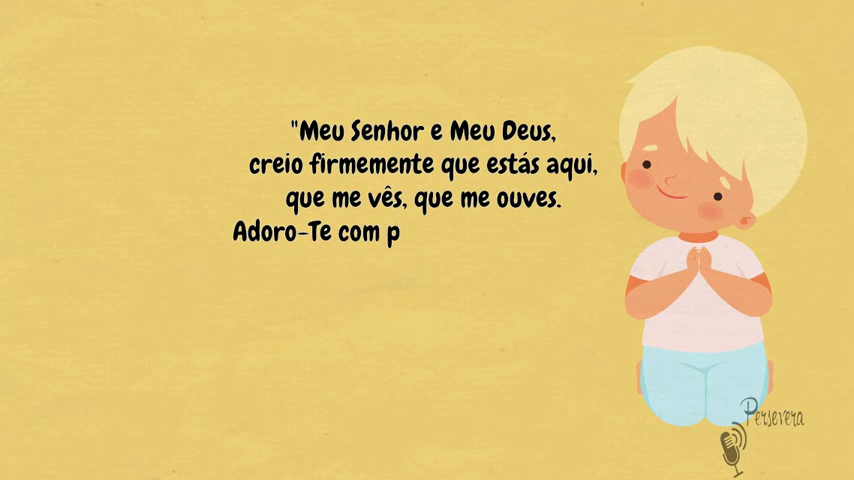 "Meu Senhor e Meu Deus,
creio firmemente que estás aqui,
que me vês, que me ouves.
Adoro-Te com p
Persevera